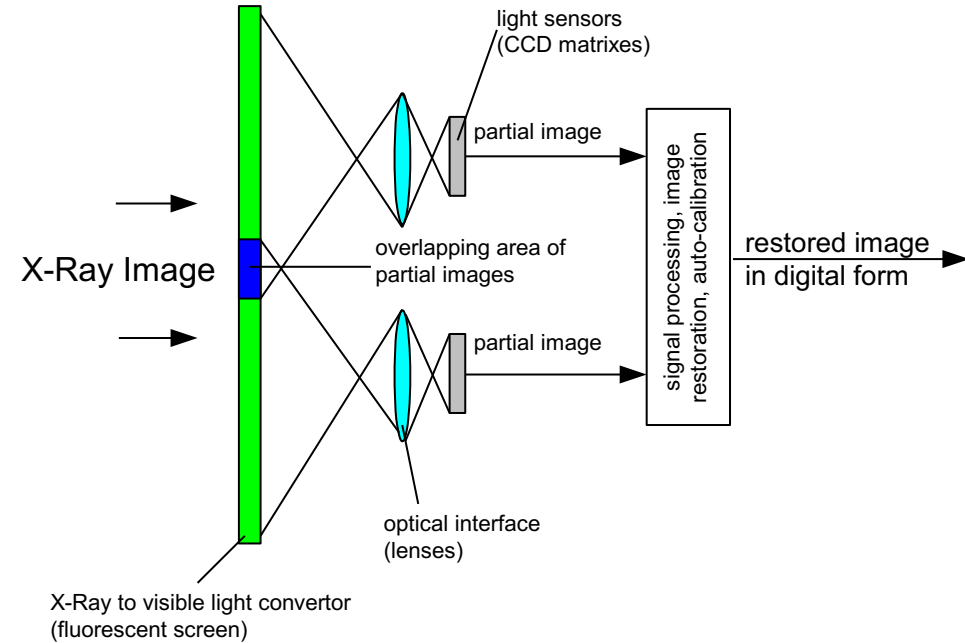 light sensors
(CCD matrixes)
partial image
X-Ray Image
overlapping area of
partial images
signal processing, image
restoration, auto-calibration
restored image
in digital form
partial image
optical interface
(lenses)
X-Ray to visible light convertor
(fluorescent screen)